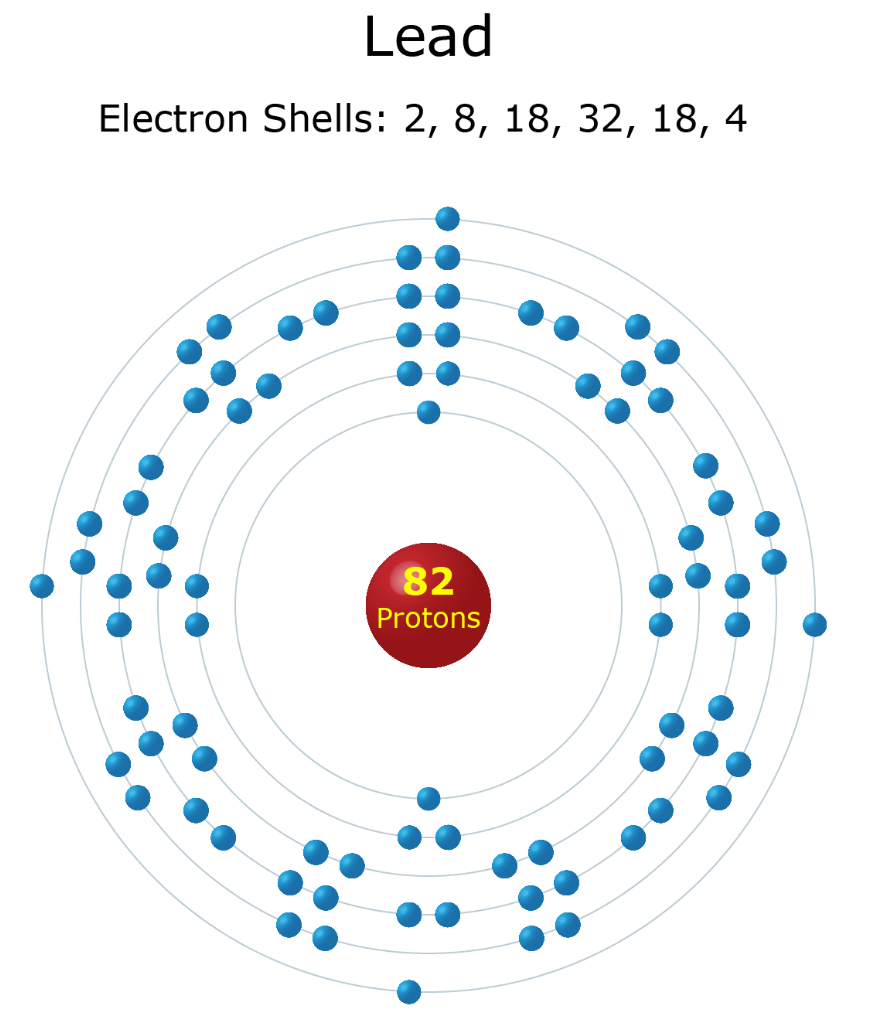 Lead
Electron Shells: 2, 8, 18, 32, 18, 4
82
Protons